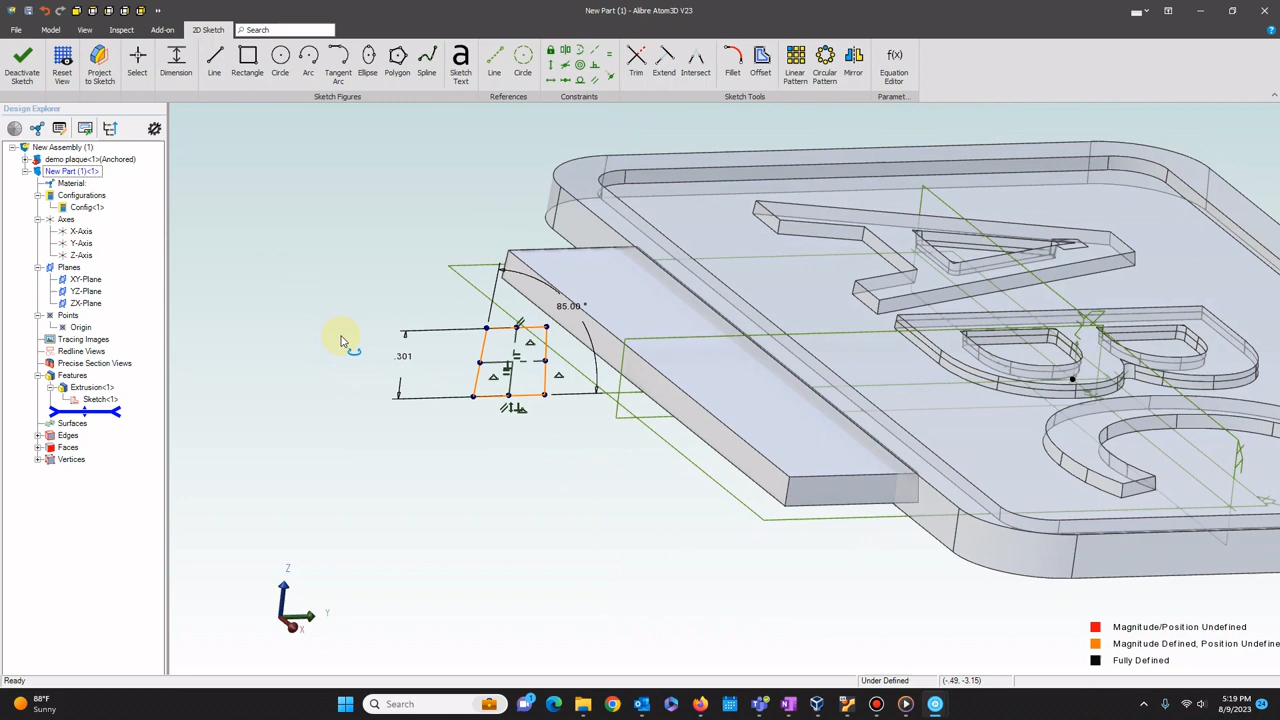 New Part (1) - Alibre Atom3D V23
File Model View Inspect Add-on 2D Sketch Search
Deactivate Sketch
Reset View
Project to Sketch
Select
Dimension
Line
Rectangle
Circle
Arc
Tangent Arc
Ellipse
Polygon
Spline
Sketch Text
Line
Circle
Trim
Extend
Intersect
Fillet
Offset
Linear Pattern
Circular Pattern
Mirror
Equation Editor
Sketch Figures References Constraints Sketch Tools Paramet...
Design Explorer
New Assembly (1)
demo plaque<1>(Anchored)
New Part (1)<1>
Material:
Configurations
Config<1>
Axes
X-Axis
Y-Axis
Z-Axis
Planes
XY-Plane
YZ-Plane
ZX-Plane
Points
Origin
Tracing Images
Redline Views
Precise Section Views
Features
Extrusion<1>
Sketch<1>
Surfaces
Edges
Faces
Vertices
85.00 °
.301
A
B
C
Z
Y
X
Magnitude/Position Undefined
Magnitude Defined, Position Undefine
Fully Defined
Ready Under Defined (-.49, -3.15)
88°F
Sunny
Search
1
5:19 PM
8/9/2023
24